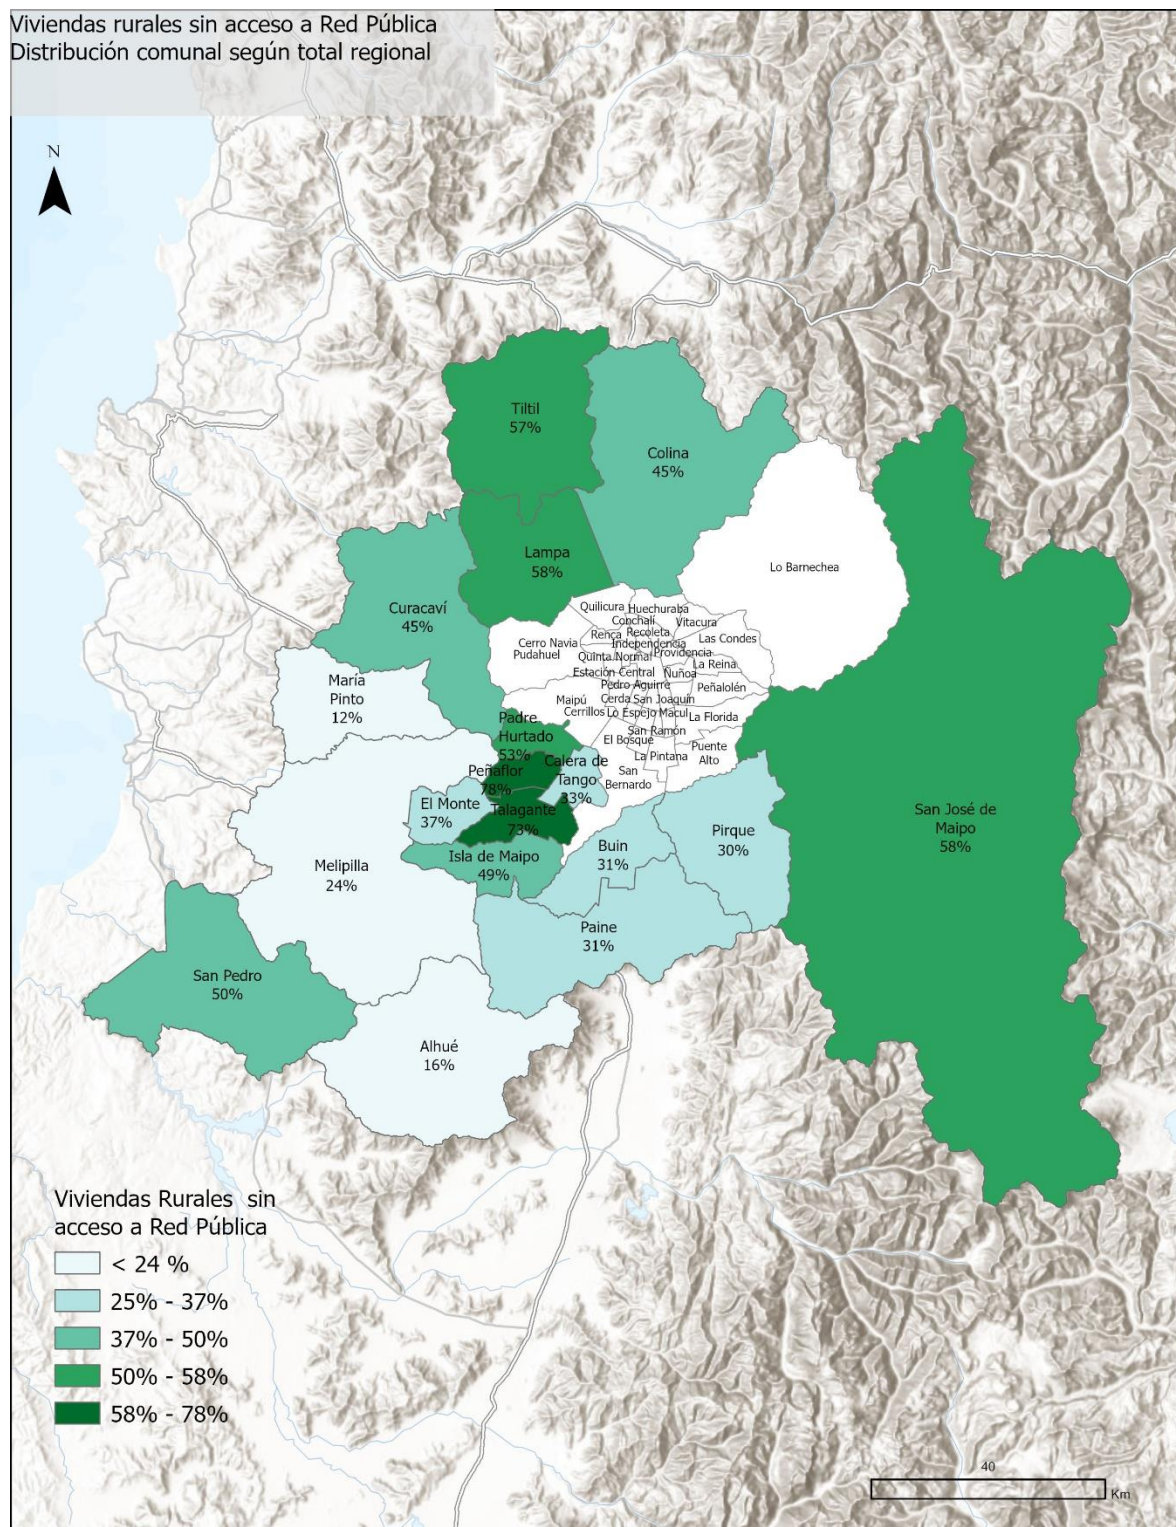 Viviendas rurales sin acceso a Red Pública
Distribución comunal según total regional
N
Tiltil
57%
Colina
45%
Lampa
58%
Lo Barnechea
Curacaví
45%
Quilicura
Huechuraba
Conchalí
Vitacura
Renca
Recoleta
Las Condes
Cerro Navia
Independencia
Pudahuel
Quinta Normal
Providencia
La Reina
Estación Central
Ñuñoa
Pedro Aguirre
Cerda
Peñalolén
Maipú
San Joaquín
Cerrillos
Lo Espejo
Macul
La Florida
San Ramón
El Bosque
La Pintana
Puente
Alto
San
Bernardo
María
Pinto
12%
Padre
Hurtado
53%
Peñaflor
78%
Calera de
Tango
33%
El Monte
37%
Talagante
73%
San José de
Maipo
58%
Pirque
30%
Buin
31%
Isla de Maipo
49%
Melipilla
24%
Paine
31%
San Pedro
50%
Alhué
16%
Viviendas Rurales sin
acceso a Red Pública
< 24 %
25% - 37%
37% - 50%
50% - 58%
58% - 78%
40
Km